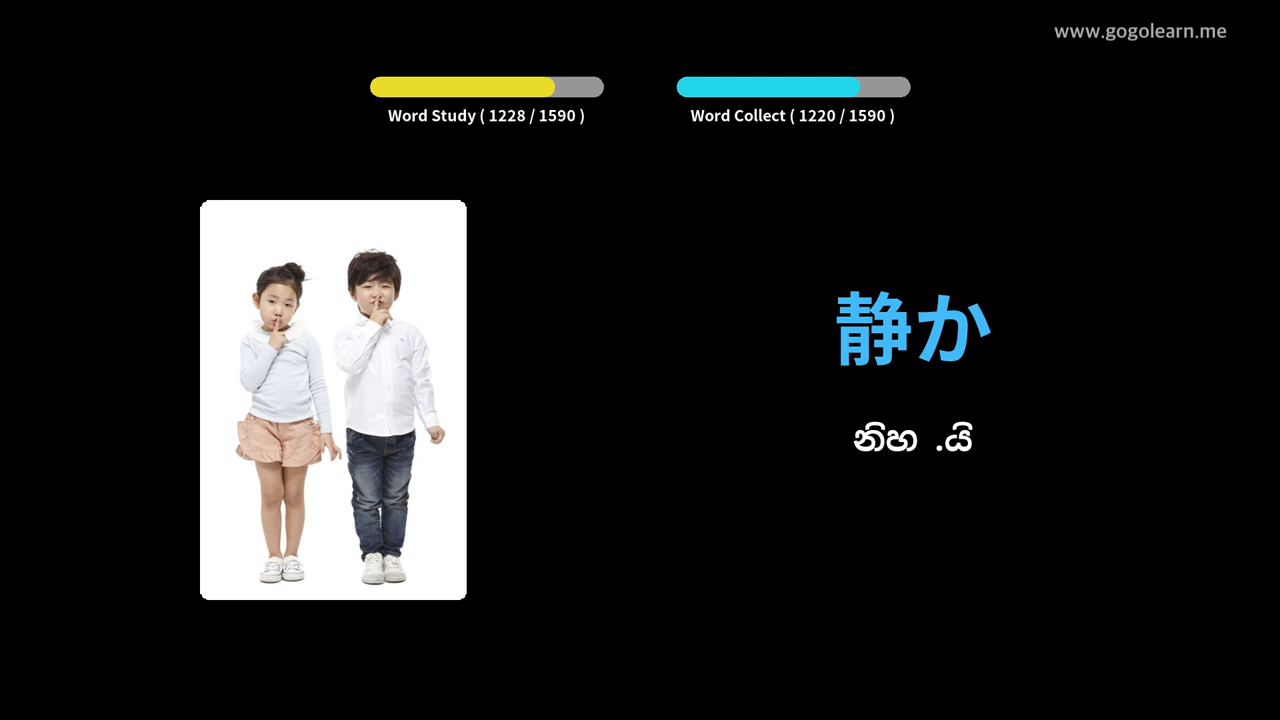 www.gogolearn.me
Word Study ( 1228 / 1590 )
Word Collect ( 1220 / 1590 )
静か
නිහ .යි